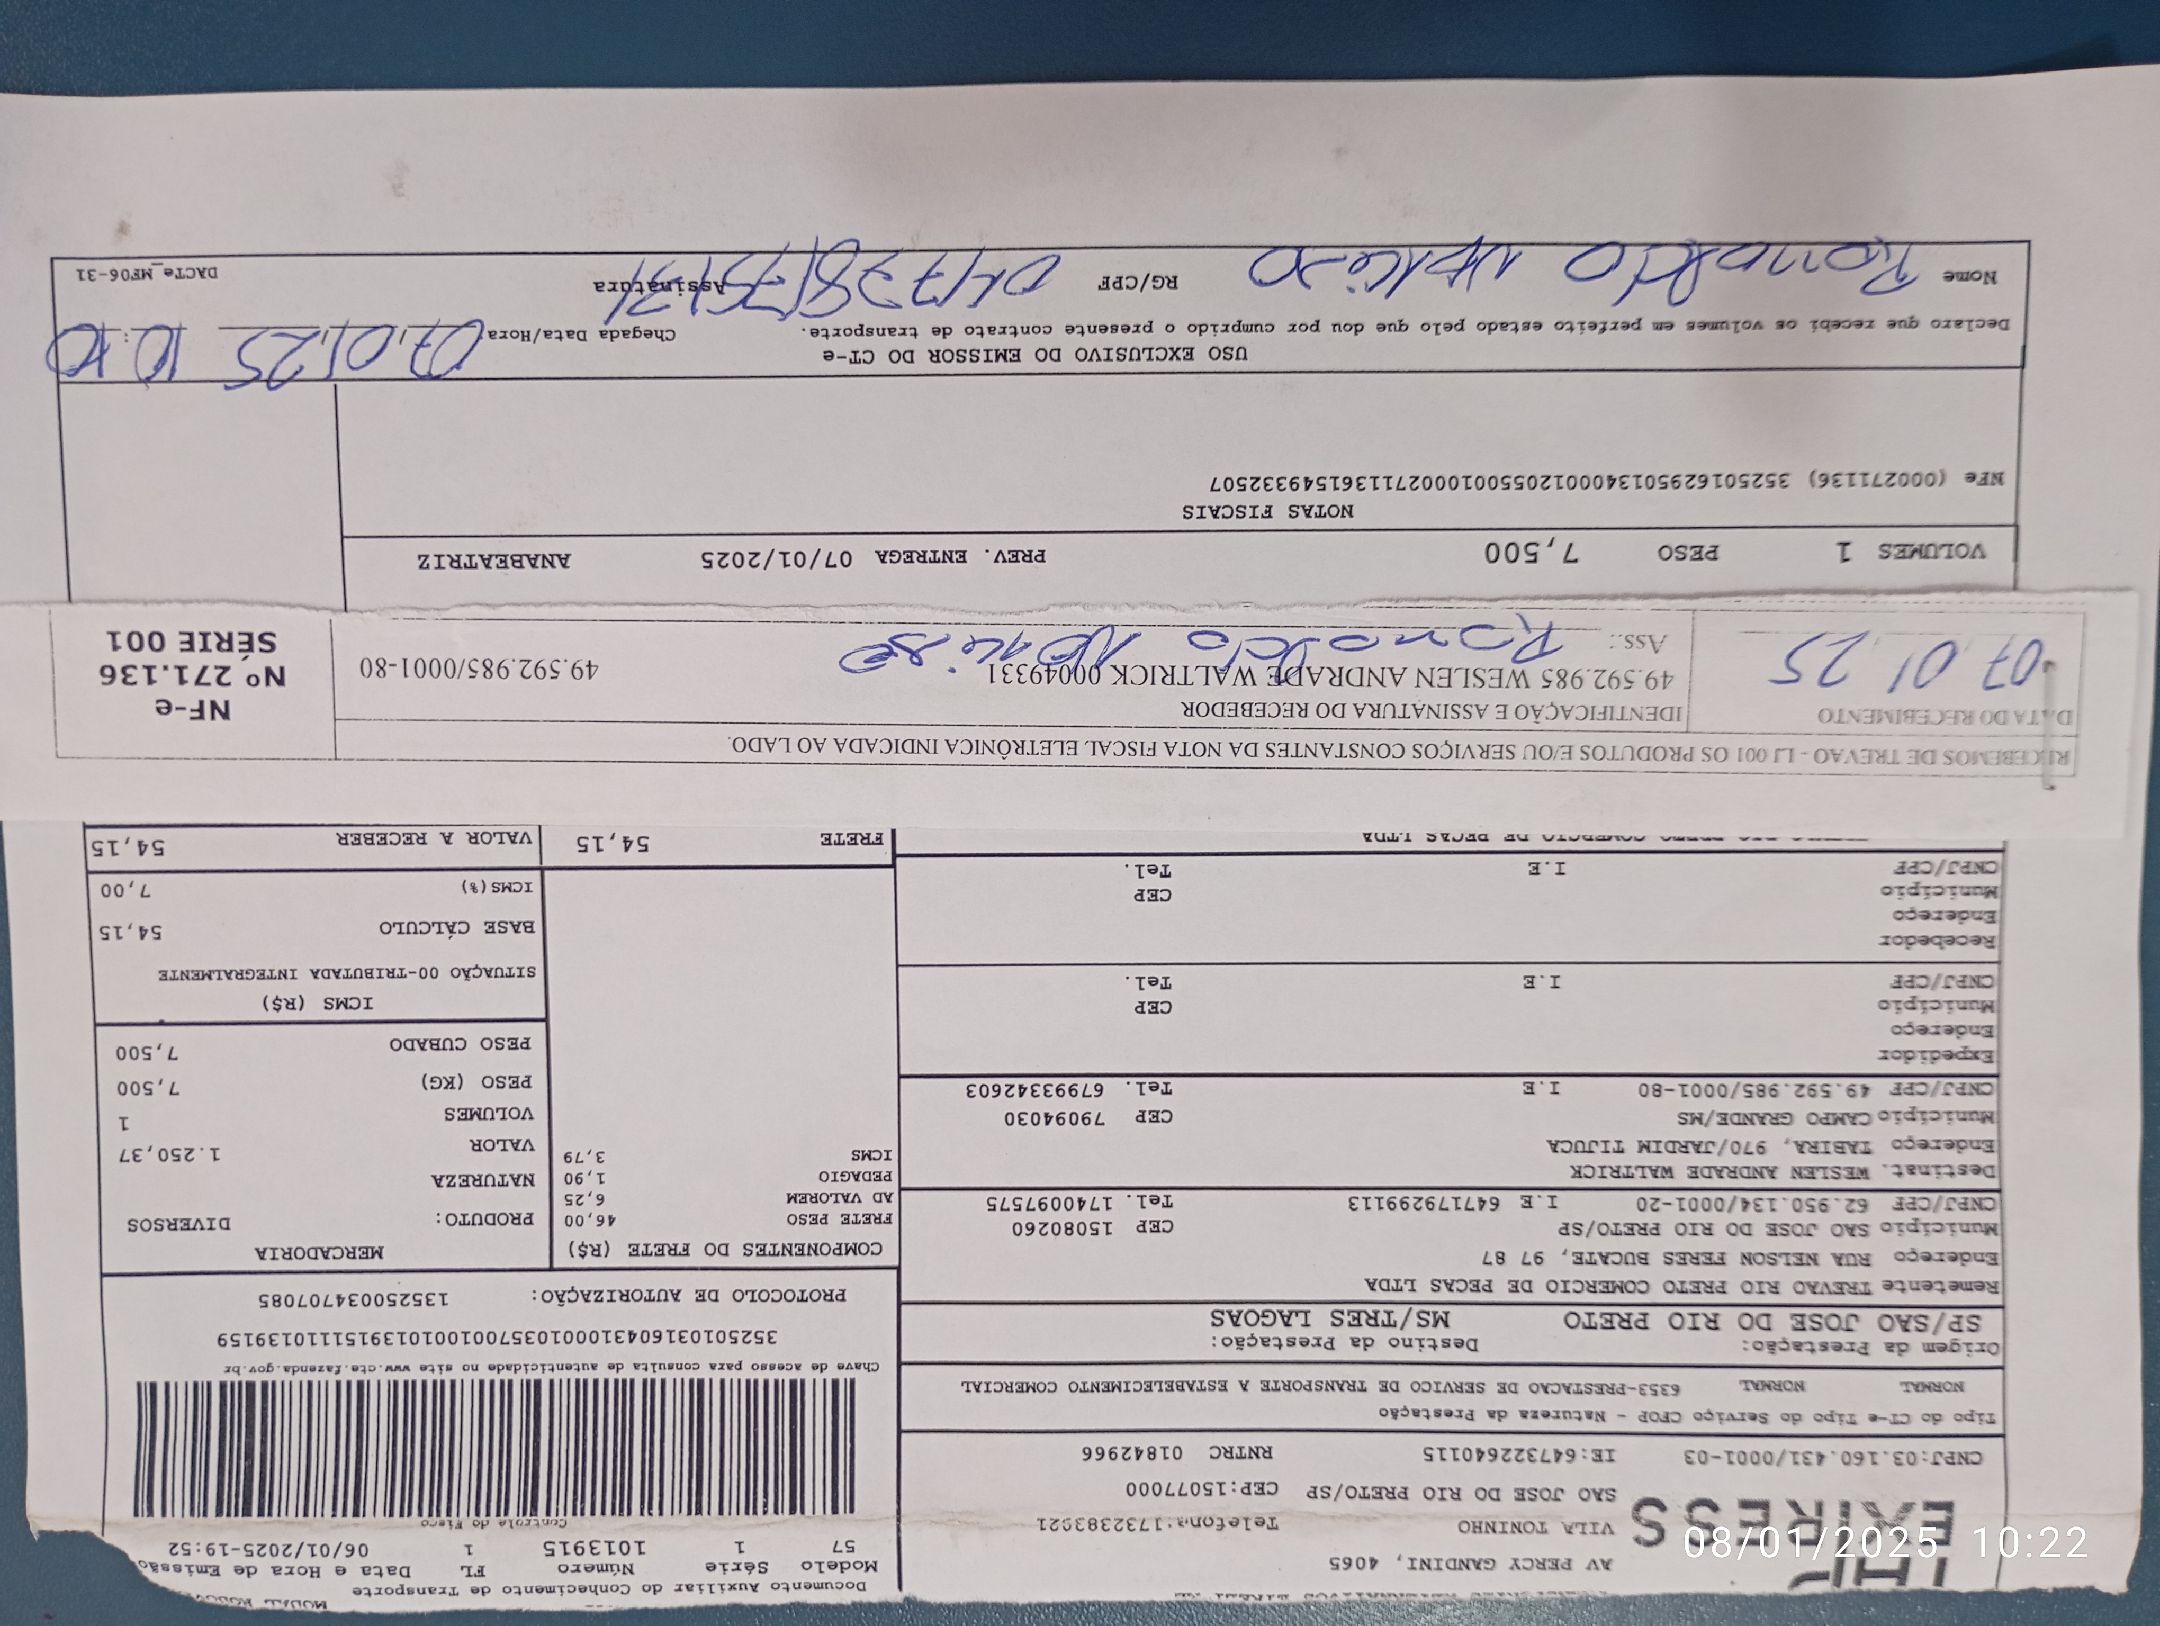 Documento Auxiliar do Conhecimento de Transporte
Modelo Série Número FL Data e Hora de Emissão
57 1 1013915 1 06/01/2025-19:52
Controle do Fisco
EXPRESS
AV PERCY GANDINI, 4065
VILA TONINHO Telefone:1732383921
SAO JOSE DO RIO PRETO/SP CEP:15077000
CNPJ:03.160.431/0001-03 IE:647322640115 RNTRC 01842966
Tipo do CT-e Tipo do Serviço CFOP - Natureza da Prestação
NORMAL NORMAL 6353-PRESTACAO DE SERVICO DE TRANSPORTE A ESTABELECIMENTO COMERCIAL
Chave de acesso para consulta de autenticidade no site www.cte.fazenda.gov.br
35250103160431000103570010010139151111013915​9
PROTOCOLO DE AUTORIZAÇÃO: 135250034707085
Origem da Prestação: Destino da Prestação:
SP/SAO JOSE DO RIO PRETO MS/TRES LAGOAS
Remetente TREVAO RIO PRETO COMERCIO DE PECAS LTDA
Endereço RUA NELSON FERES BUCATE, 97 87
Município SAO JOSE DO RIO PRETO/SP CEP 15080260
CNPJ/CPF 62.950.134/0001-20 I.E 647179299113 Tel. 1740097575
Destinat. WESLEN ANDRADE WALTRICK
Endereço TABIRA, 970/JARDIM TIJUCA
Município CAMPO GRANDE/MS CEP 79094030
CNPJ/CPF 49.592.985/0001-80 I.E Tel. 67993342603
Expedidor
Endereço
Município CEP
CNPJ/CPF I.E Tel.
Recebedor
Endereço
Município CEP
CNPJ/CPF I.E Tel.
COMERCIO DE PECAS LTDA
COMPONENTES DO FRETE (R$)
FRETE PESO 46,00
AD VALOREM 6,25
PEDAGIO 1,90
ICMS 3,79
FRETE 54,15
MERCADORIA
PRODUTO: DIVERSOS
NATUREZA
VALOR 1.250,37
VOLUMES 1
PESO (KG) 7,500
PESO CUBADO 7,500
ICMS (R$)
SITUAÇÃO 00-TRIBUTADA INTEGRALMENTE
BASE CÁLCULO 54,15
ICMS(%) 7,00
VALOR A RECEBER 54,15
RECEBEMOS DE TREVAO - LJ 001 OS PRODUTOS E/OU SERVIÇOS CONSTANTES DA NOTA FISCAL ELETRÔNICA INDICADA AO LADO.
DATA DO RECEBIMENTO
07 01 25
IDENTIFICAÇÃO E ASSINATURA DO RECEBEDOR
49.592.985 WESLEN ANDRADE WALTRICK 00049331 49.592.985/0001-80
Ass.: Ronaldo
NF-e
Nº 271.136
SÉRIE 001
VOLUMES 1 PESO 7,500 PREV. ENTREGA 07/01/2025 ANABEATRIZ
NOTAS FISCAIS
NFe (000271136) 35250162950134000120550010002711361549332507
USO EXCLUSIVO DO EMISSOR DO CT-e
Declaro que recebi os volumes em perfeito estado pelo que dou por cumprido o presente contrato de transporte.
Chegada Data/Hora 07/01/25 10:10
Nome Ronaldo RG/CPF
Assinatura
DACTe_MF06-31
08/01/2025 10:22